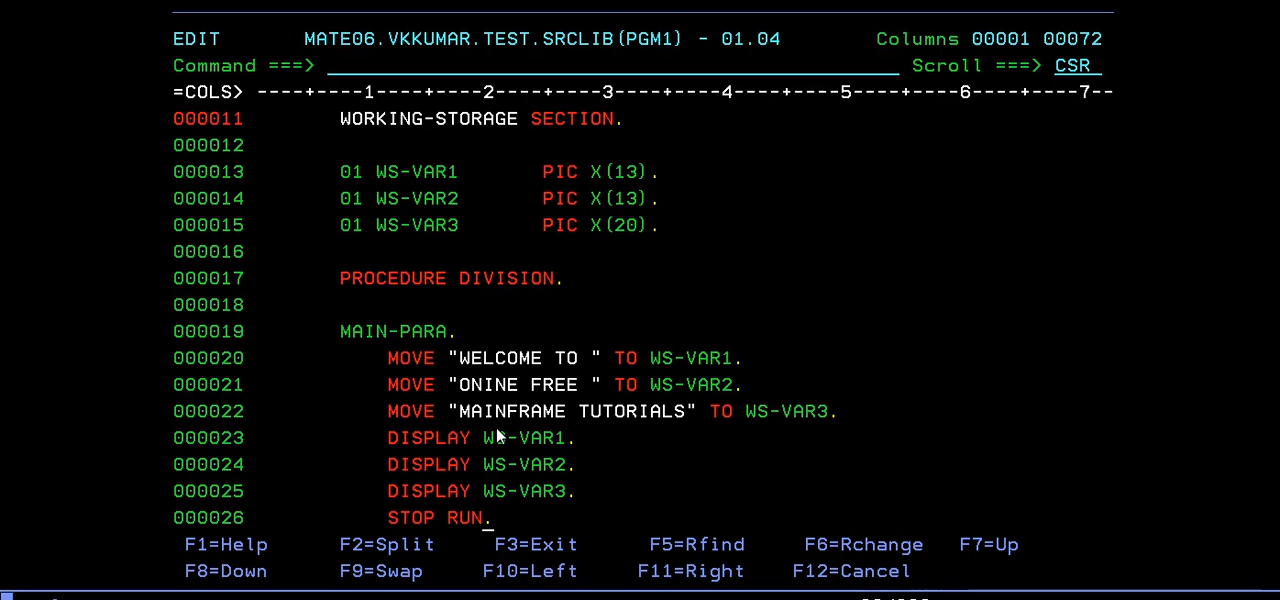 EDIT MATE06.VKKUMAR.TEST.SRCLIB(PGM1) - 01.04 Columns 00001 00072
Command ===> Scroll ===> CSR
=COLS> ----+----1----+----2----+----3----+----4----+----5----+----6----+----7--
000011 WORKING-STORAGE SECTION.
000012
000013 01 WS-VAR1 PIC X(13).
000014 01 WS-VAR2 PIC X(13).
000015 01 WS-VAR3 PIC X(20).
000016
000017 PROCEDURE DIVISION.
000018
000019 MAIN-PARA.
000020 MOVE "WELCOME TO " TO WS-VAR1.
000021 MOVE "ONINE FREE " TO WS-VAR2.
000022 MOVE "MAINFRAME TUTORIALS" TO WS-VAR3.
000023 DISPLAY WS-VAR1.
000024 DISPLAY WS-VAR2.
000025 DISPLAY WS-VAR3.
000026 STOP RUN.
F1=Help F2=Split F3=Exit F5=Rfind F6=Rchange F7=Up
F8=Down F9=Swap F10=Left F11=Right F12=Cancel